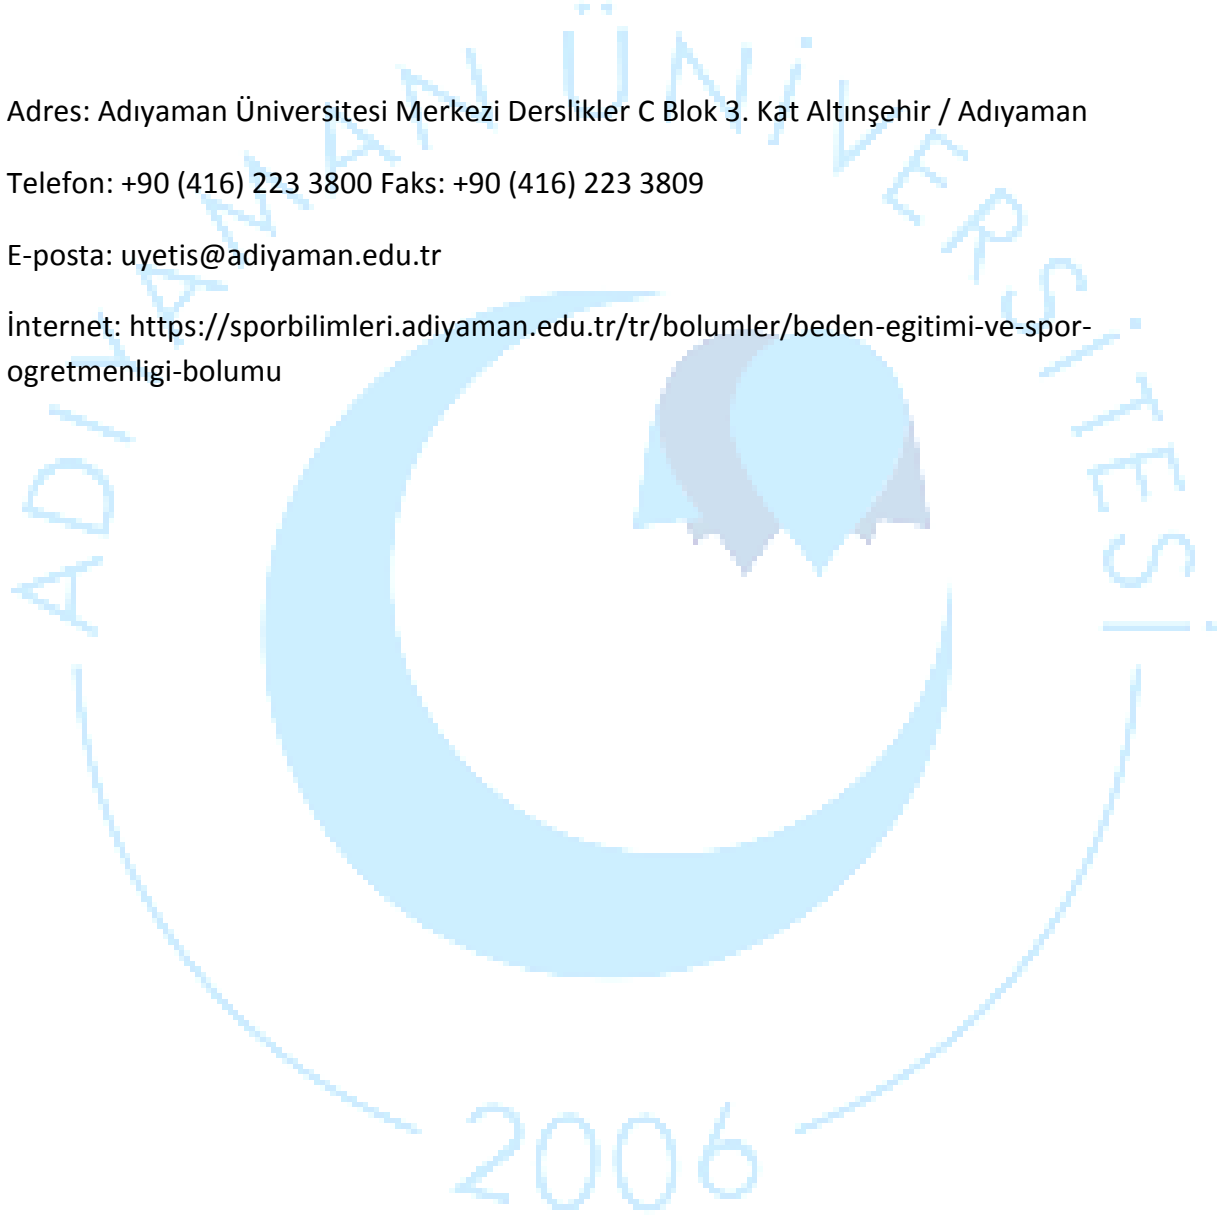 Adres: Adıyaman Üniversitesi Merkezi Derslikler C Blok 3. Kat Altınşehir / Adıyaman
Telefon: +90 (416) 223 3800 Faks: +90 (416) 223 3809
E-posta: uyetis@adiyaman.edu.tr
İnternet: https://sporbilimleri.adiyaman.edu.tr/tr/bolumler/beden-egitimi-ve-spor-
ogretmenligi-bolumu
ADIYAMAN ÜNİVERSİTESİ
2006